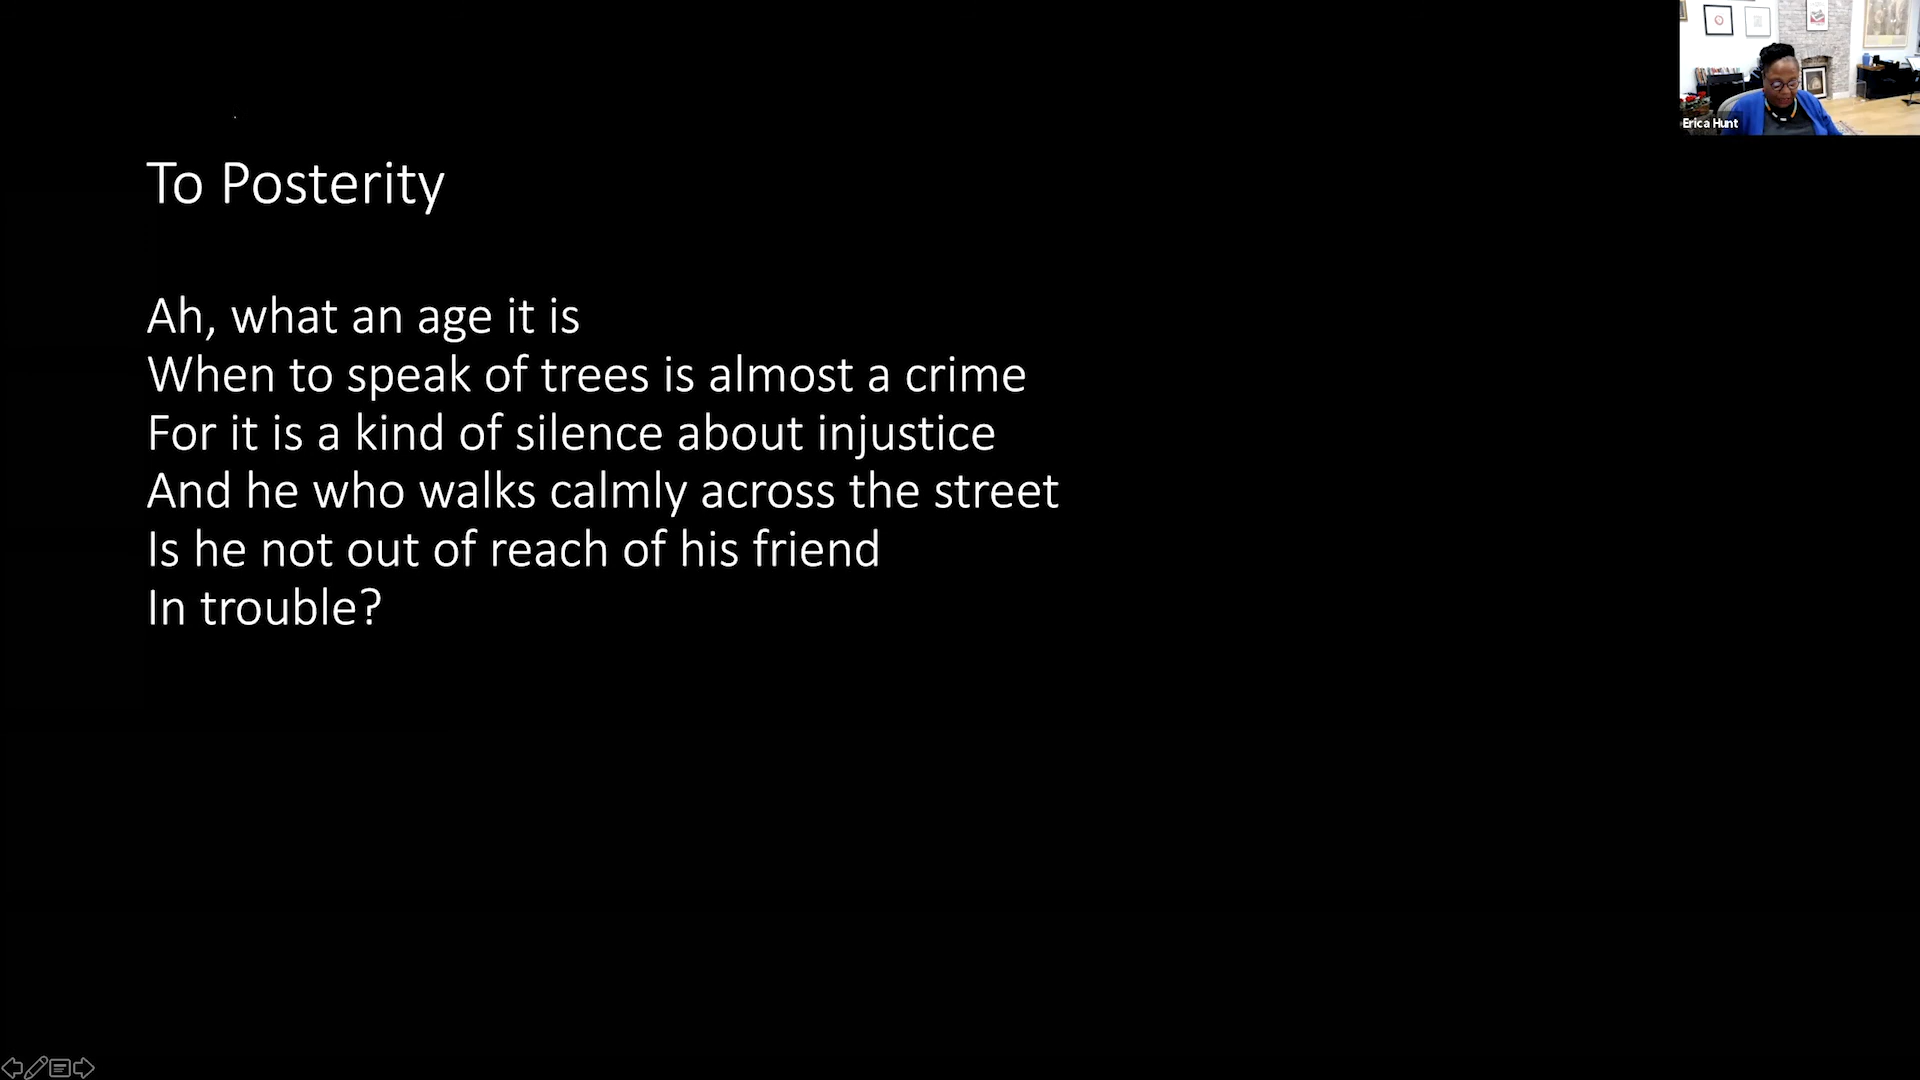 To Posterity
Ah, what an age it is
When to speak of trees is almost a crime
For it is a kind of silence about injustice
And he who walks calmly across the street
Is he not out of reach of his friend
In trouble?
Erica Hunt